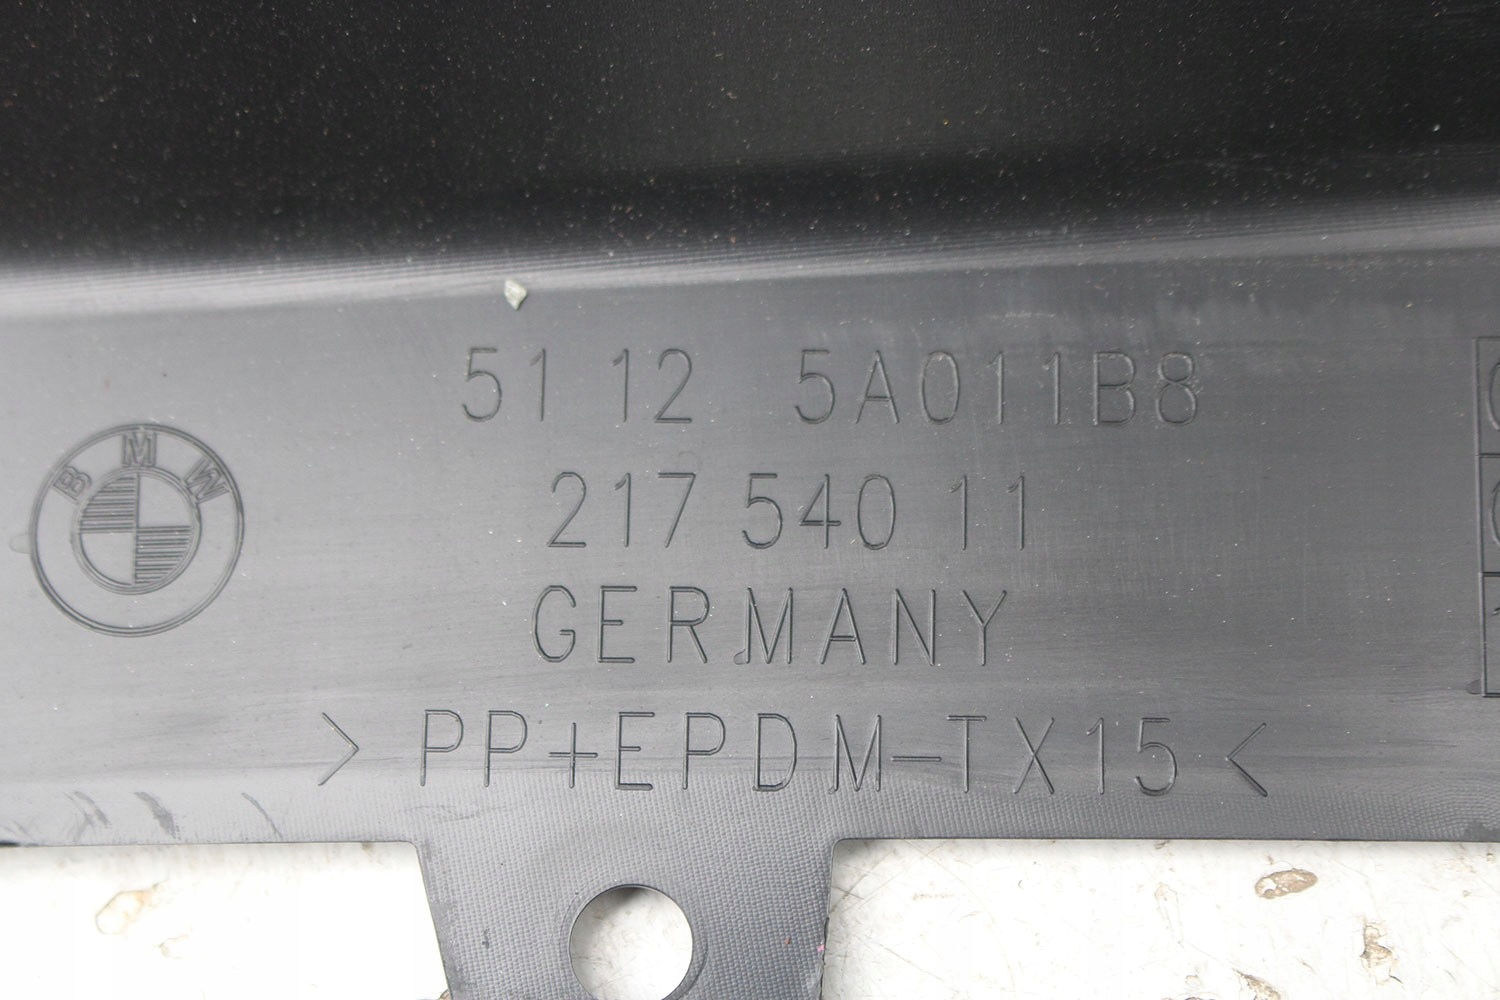 51 12 5A011B8
217 540 11
BMW
GERMANY
>PP+EPDM-TX15<